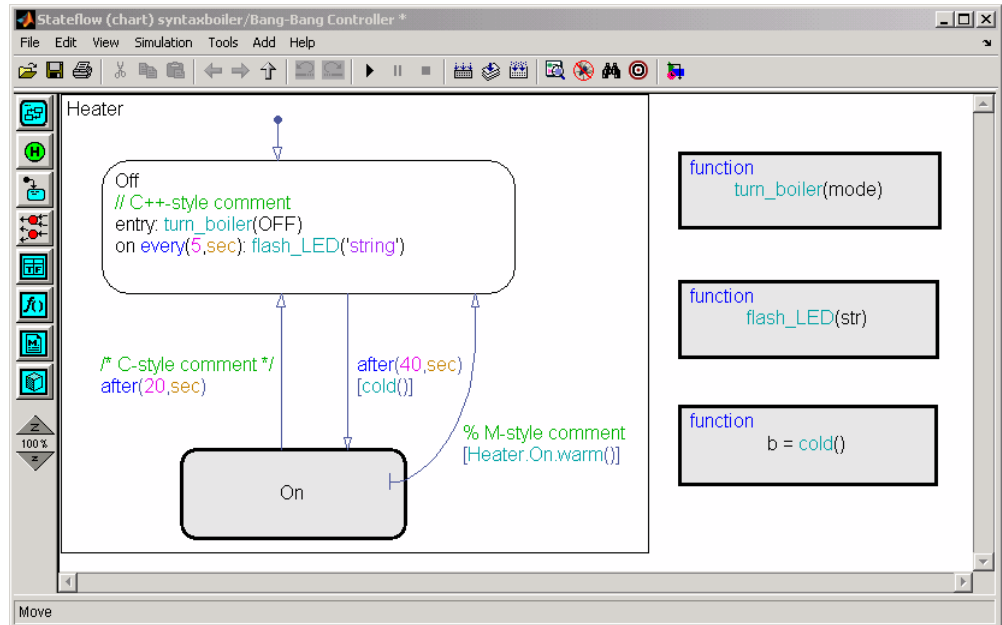 Stateflow (chart) syntaxboiler/Bang-Bang Controller *
File Edit View Simulation Tools Add Help
Heater
Off
// C++-style comment
entry: turn_boiler(OFF)
on every(5,sec): flash_LED('string')
/* C-style comment */
after(20,sec)
after(40,sec)
[cold()]
% M-style comment
[Heater.On.warm()]
On
function
turn_boiler(mode)
function
flash_LED(str)
function
b = cold()
H
TF
f()
M
Z
100 %
Z
Move